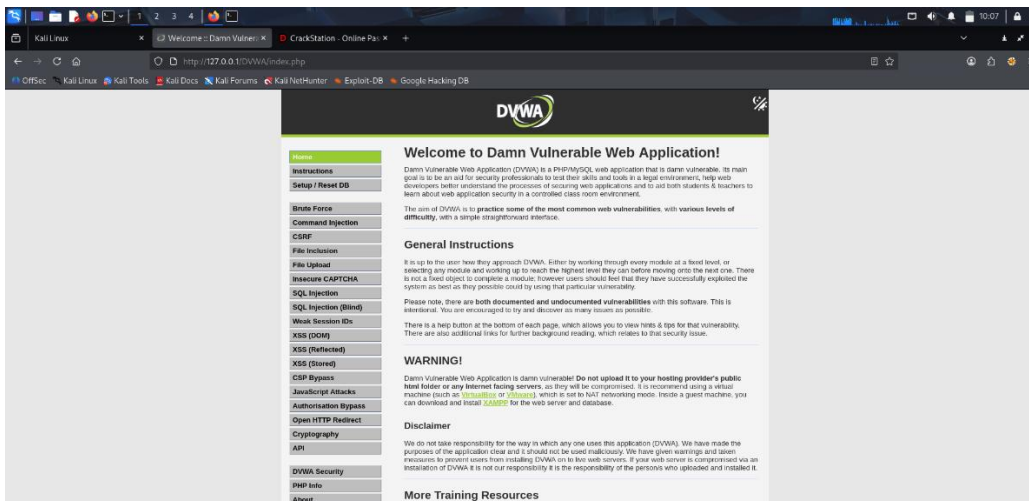 1 2 3 4
10:07
Kali Linux
Welcome :: Damn Vulnera
CrackStation - Online Pas
http://127.0.0.1/DVWA/index.php
OffSec Kali Linux Kali Tools Kali Docs Kali Forums Kali NetHunter Exploit-DB Google Hacking DB
DVWA
Home
Instructions
Setup / Reset DB
Brute Force
Command Injection
CSRF
File Inclusion
File Upload
Insecure CAPTCHA
SQL Injection
SQL Injection (Blind)
Weak Session IDs
XSS (DOM)
XSS (Reflected)
XSS (Stored)
CSP Bypass
JavaScript Attacks
Authorisation Bypass
Open HTTP Redirect
Cryptography
API
DVWA Security
PHP Info
About
Welcome to Damn Vulnerable Web Application!
Damn Vulnerable Web Application (DVWA) is a PHP/MySQL web application that is damn vulnerable. Its main
goal is to be an aid for security professionals to test their skills and tools in a legal environment, help web
developers better understand the processes of securing web applications and to aid both students & teachers to
learn about web application security in a controlled class room environment.
The aim of DVWA is to practice some of the most common web vulnerabilities, with various levels of
difficultly, with a simple straightforward interface.
General Instructions
It is up to the user how they approach DVWA. Either by working through every module at a fixed level, or
selecting any module and working up to reach the highest level they can before moving onto the next one. There
is not a fixed object to complete a module; however users should feel that they have successfully exploited the
system as best as they possible could by using that particular vulnerability.
Please note, there are both documented and undocumented vulnerabilities with this software. This is
intentional. You are encouraged to try and discover as many issues as possible.
There is a help button at the bottom of each page, which allows you to view hints & tips for that vulnerability.
There are also additional links for further background reading, which relates to that security issue.
WARNING!
Damn Vulnerable Web Application is damn vulnerable! Do not upload it to your hosting provider's public
html folder or any Internet facing servers, as they will be compromised. It is recommend using a virtual
machine (such as VirtualBox or VMware), which is set to NAT networking mode. Inside a guest machine, you
can download and install XAMPP for the web server and database.
Disclaimer
We do not take responsibility for the way in which any one uses this application (DVWA). We have made the
purposes of the application clear and it should not be used maliciously. We have given warnings and taken
measures to prevent users from installing DVWA on to live web servers. If your web server is compromised via an
installation of DVWA it is not our responsibility it is the responsibility of the person/s who uploaded and installed it.
More Training Resources